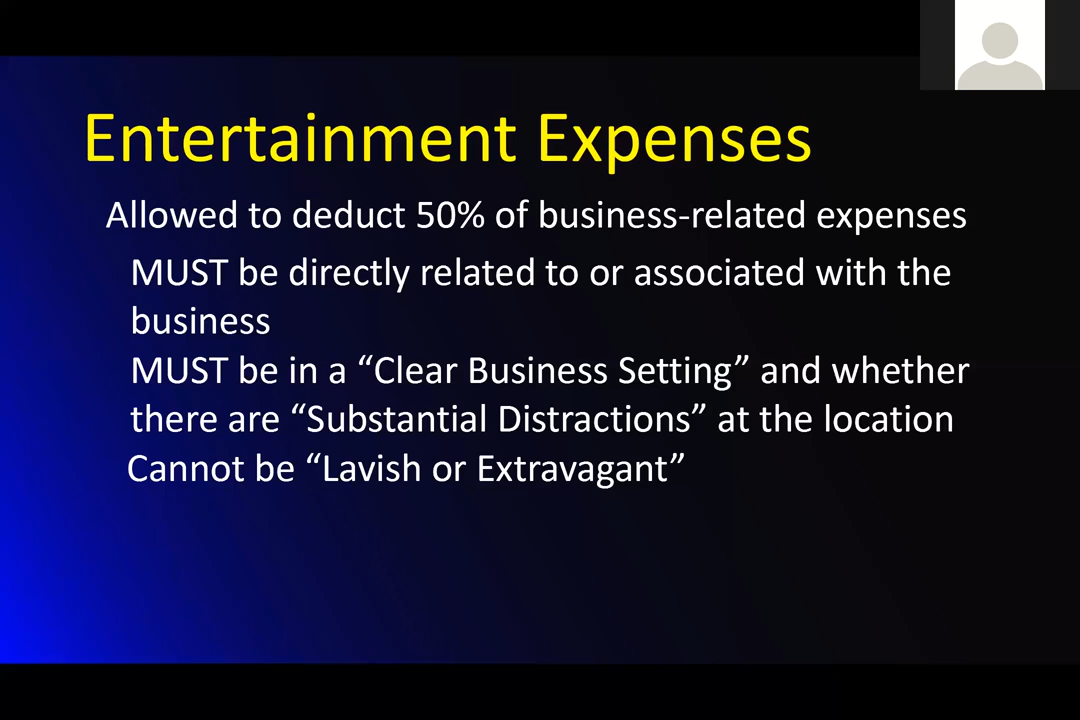 Entertainment Expenses
Allowed to deduct 50% of business-related expenses
MUST be directly related to or associated with the
business
MUST be in a “Clear Business Setting” and whether
there are “Substantial Distractions” at the location
Cannot be “Lavish or Extravagant”